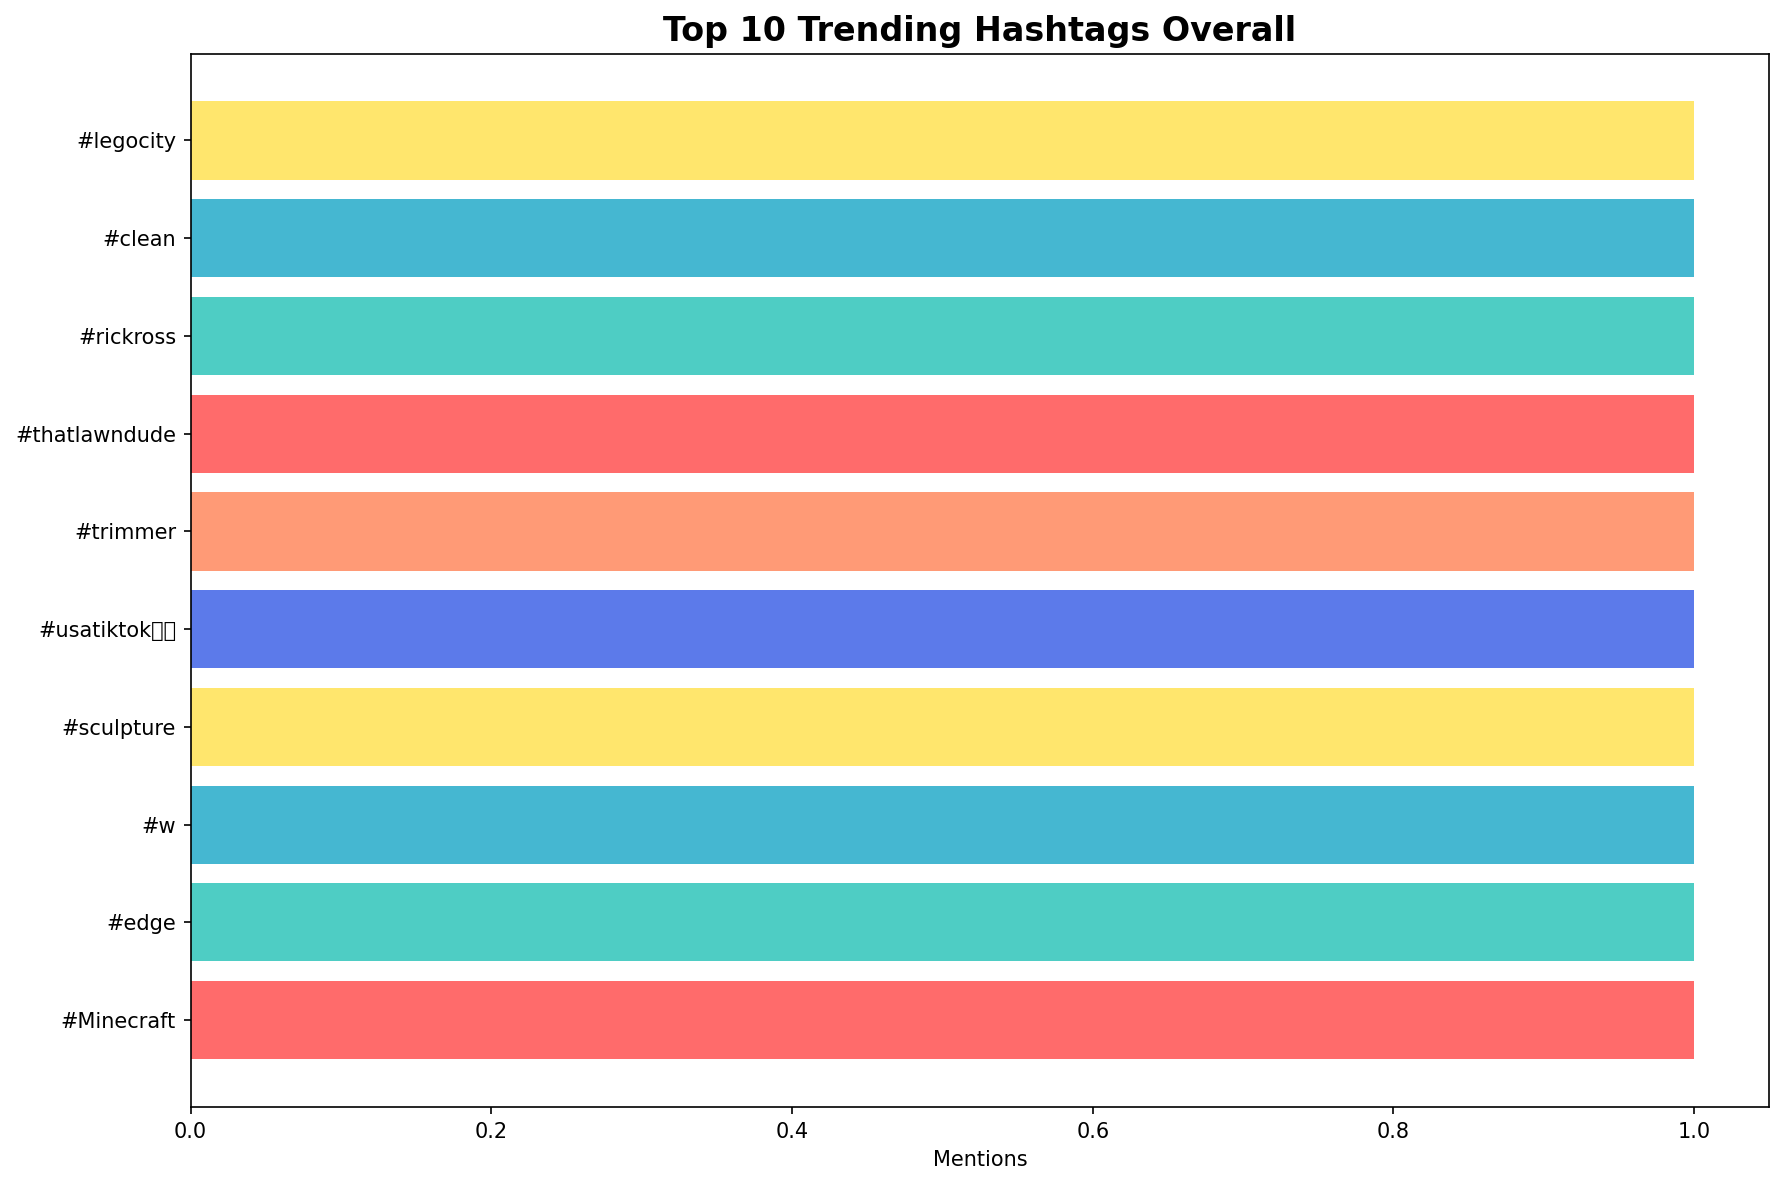 Top 10 Trending Hashtags Overall
#legocity
#clean
#rickross
#thatlawndude
#trimmer
#usatiktok
#sculpture
#w
#edge
#Minecraft
0.0 0.2 0.4 0.6 0.8 1.0
Mentions